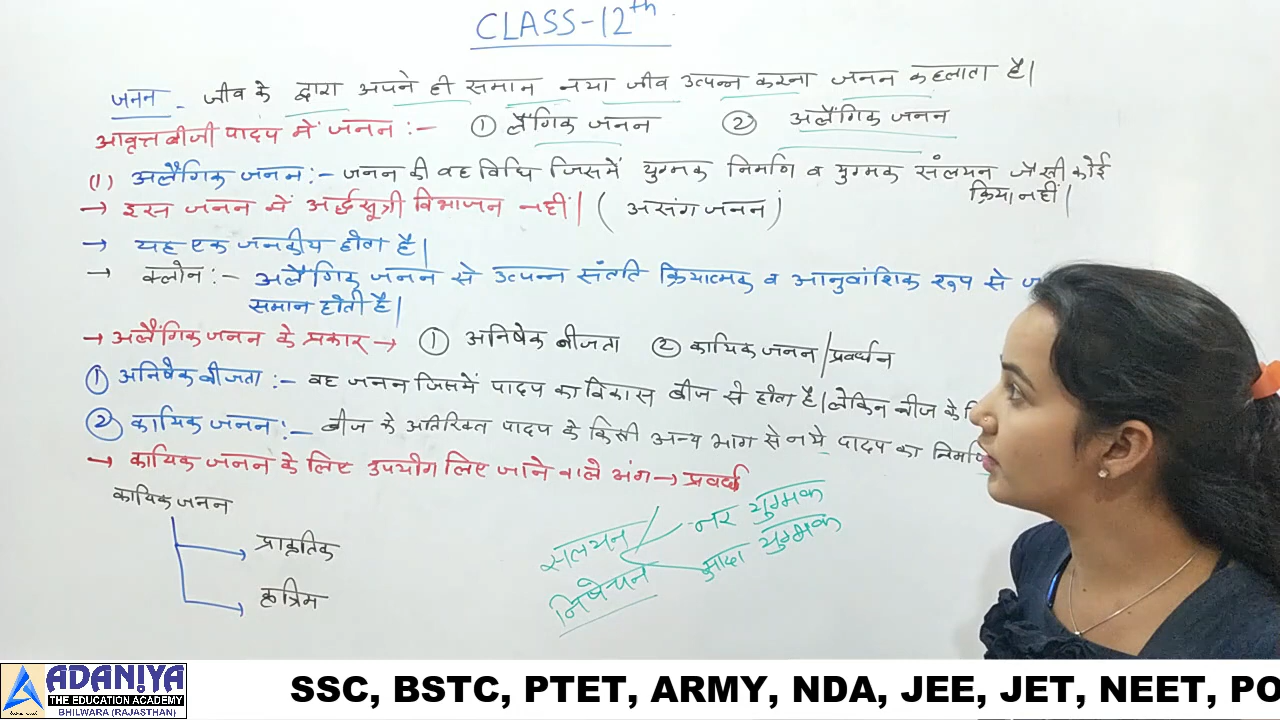 CLASS-12th
जनन - जीव के द्वारा अपने ही समान नया जीव उत्पन्न करना जनन कहलाता है।
आवृत्तबीजी पादप में जनन :- ① लैंगिक जनन ② अलैंगिक जनन
(1) अलैंगिक जनन :- जनन की वह विधि जिसमें युग्मक निर्माण व युग्मक संलयन जैसी कोई
क्रिया नहीं।
→ इस जनन में अर्द्धसूत्री विभाजन नहीं। (असंगजनन)
→ यह एक जनकीय होता है।
→ क्लोन :- अलैंगिक जनन से उत्पन्न संतति क्रियात्मक व आनुवांशिक रूप से
समान होती है।
→ अलैंगिक जनन के प्रकार → ① अनिषेक बीजता ② कायिक जनन/प्रवर्धन
① अनिषेक बीजता :- वह जनन जिसमें पादप का विकास बीज से होता है। लेकिन बीज के
② कायिक जनन :- बीज के अतिरिक्त पादप के किसी अन्य भाग से नये पादप का
→ कायिक जनन के लिए उपयोग लिए जाने वाले अंग → प्रवर्द्ध
कायिक जनन
→ प्राकृतिक
→ कृत्रिम
सलयन / नर युग्मक
निषेचन मादा युग्मक
ADANIYA
THE EDUCATION ACADEMY
BHILWARA (RAJASTHAN)
SSC, BSTC, PTET, ARMY, NDA, JEE, JET, NEET, PO